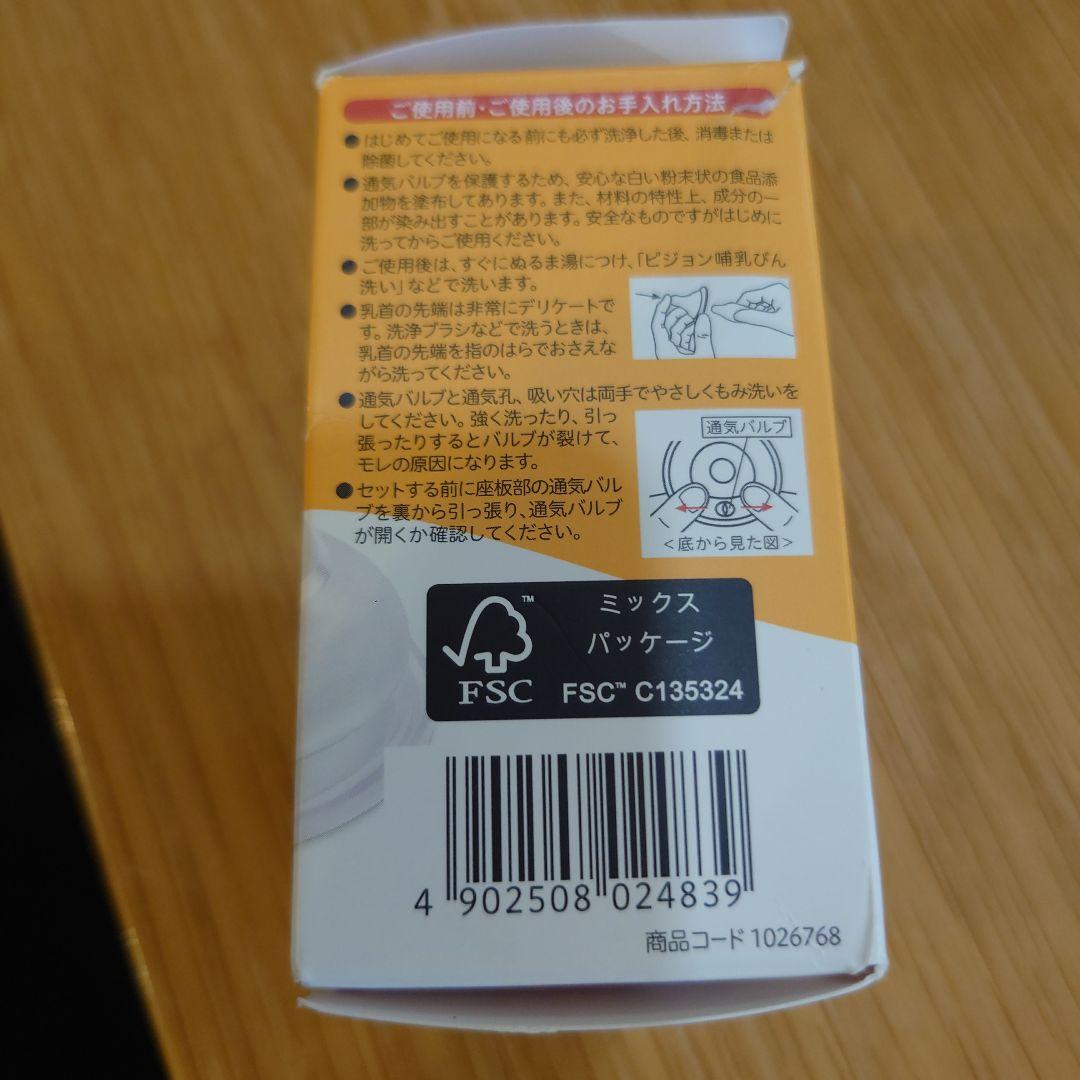 ご使用前・ご使用後のお手入れ方法
●はじめてご使用になる前にも必ず洗浄した後、消毒または
除菌してください。
●通気バルブを保護するため、安心な白い粉末状の食品添
加物を塗布してあります。また、材料の特性上、成分の一
部が染み出すことがあります。安全なものですがはじめに
洗ってからご使用ください。
●ご使用後は、すぐにぬるま湯につけ、「ピジョン哺乳びん
洗い」などで洗います。
●乳首の先端は非常にデリケートで
す。洗浄ブラシなどで洗うときは、
乳首の先端を指のはらでおさえな
がら洗ってください。
●通気バルブと通気孔、吸い穴は両手でやさしくもみ洗いを
してください。強く洗ったり、引っ
張ったりするとバルブが裂けて、
モレの原因になります。
●セットする前に座板部の通気バル
ブを裏から引っ張り、通気バルブ
が開くか確認してください。
通気バルブ
<底から見た図>
TM
FSC
ミックス
パッケージ
FSC™ C135324
4 902508 024839
商品コード 1026768